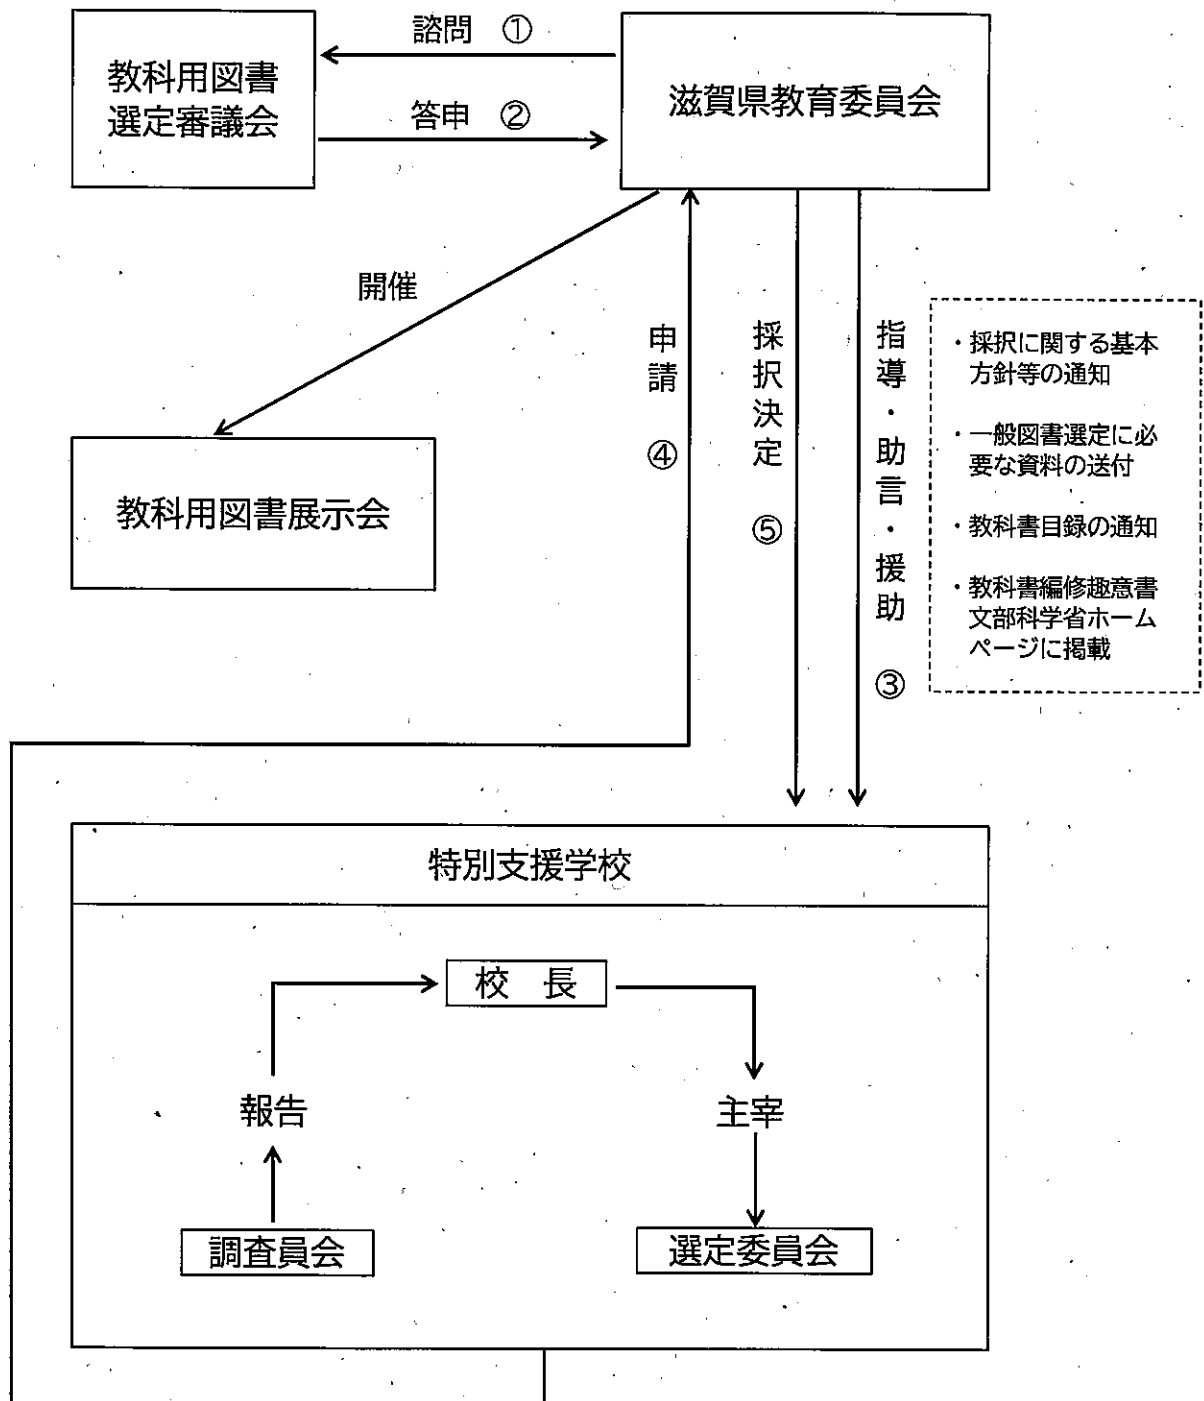 諮問 ①
教科用図書
選定審議会
滋賀県教育委員会
答申 ②
開催
申請 ④
採択決定 ⑤
指導・助言・援助 ③
・採択に関する基本
方針等の通知
・一般図書選定に必
要な資料の送付
・教科書目録の通知
・教科書編修趣意書
文部科学省ホーム
ページに掲載
教科用図書展示会
特別支援学校
校 長
報告
主宰
調査員会
選定委員会